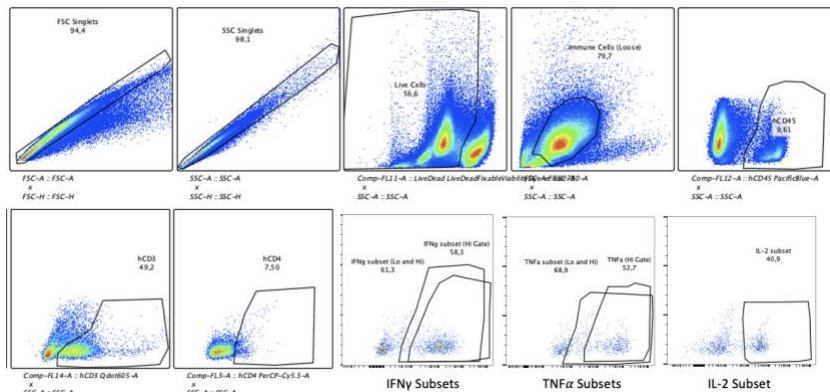 FSC Singlets
94,4
SSC Singlets
98,1
Live Cells
56,6
Immune Cells (Loose)
79,7
hCD45
9,61
FSC-A :: FSC-A
x
FSC-H :: FSC-H
SSC-A :: SSC-A
x
SSC-H :: SSC-H
Comp-FL11-A :: LiveDead LiveDeadFixableViability
x
SSC-A :: SSC-A
x
SSC-A :: SSC-A
Comp-FL12-A :: hCD45 PacificBlue-A
x
SSC-A :: SSC-A
hCD3
49,2
hCD4
7,50
IFNg subset (Lo and Hi)
61,3
IFNg subset (Hi Gate)
58,3
TNFa subset (Lo and Hi)
68,9
TNFa (Hi Gate)
52,7
IL-2 subset
40,9
Comp-FL14-A :: hCD3 Qdot605-A
x
Comp-FL3-A :: hCD4 PerCP-Cy5.5-A
x
IFNγ Subsets
TNFα Subsets
IL-2 Subset